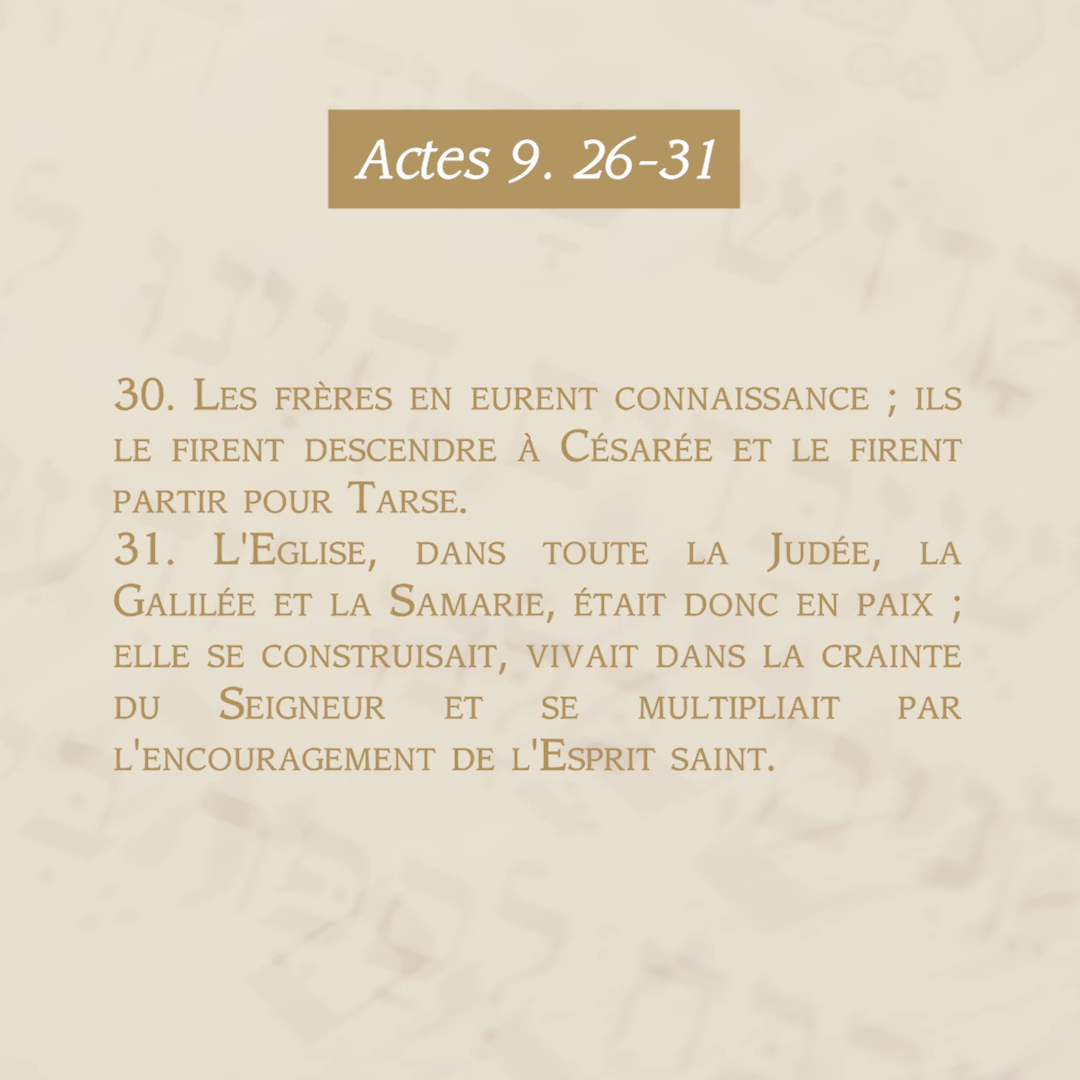 Actes 9. 26-31
30. Les frères en eurent connaissance ; ils
le firent descendre à Césarée et le firent
partir pour Tarse.
31. L'Eglise, dans toute la Judée, la
Galilée et la Samarie, était donc en paix ;
elle se construisait, vivait dans la crainte
du Seigneur et se multipliait par
l'encouragement de l'Esprit saint.